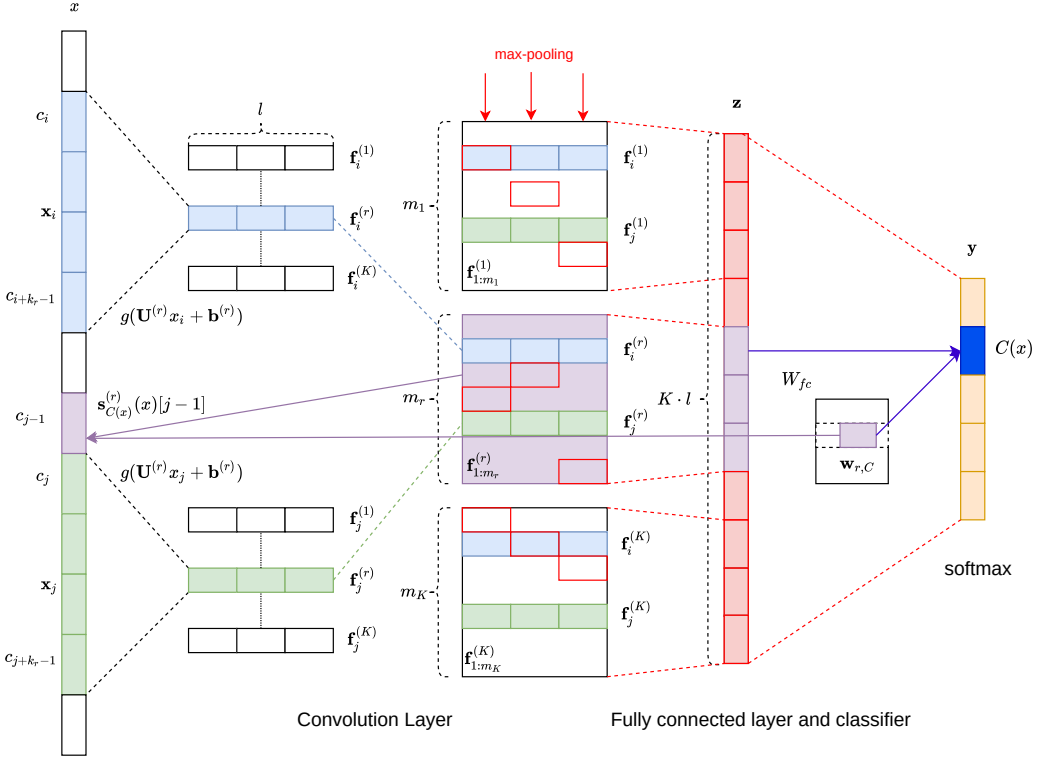 x
max-pooling
z
c_i
l
f_i^{(1)}
f_i^{(1)}
x_i
f_i^{(r)}
m_1
f_j^{(1)}
y
f_i^{(K)}
f_{1:m_1}^{(1)}
c_{i+k_r-1}
g(U^{(r)}x_i + b^{(r)})
f_i^{(r)}
C(x)
W_{fc}
s_{C(x)}^{(r)}(x)[j-1]
m_r
K · l
c_{j-1}
f_j^{(r)}
c_j
g(U^{(r)}x_j + b^{(r)})
f_{1:m_r}^{(r)}
w_{r,C}
f_j^{(1)}
f_i^{(K)}
softmax
x_j
f_j^{(r)}
m_K
f_j^{(K)}
f_j^{(K)}
c_{j+k_r-1}
f_{1:m_K}^{(K)}
Convolution Layer
Fully connected layer and classifier